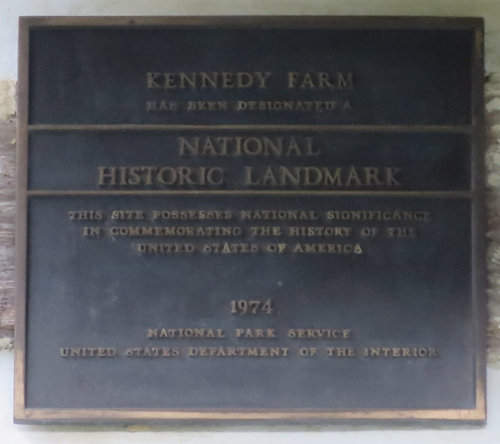 KENNEDY FARM
HAS BEEN DESIGNATED A
NATIONAL
HISTORIC LANDMARK
THIS SITE POSSESSES NATIONAL SIGNIFICANCE
IN COMMEMORATING THE HISTORY OF THE
UNITED STATES OF AMERICA
1974
NATIONAL PARK SERVICE
UNITED STATES DEPARTMENT OF THE INTERIOR